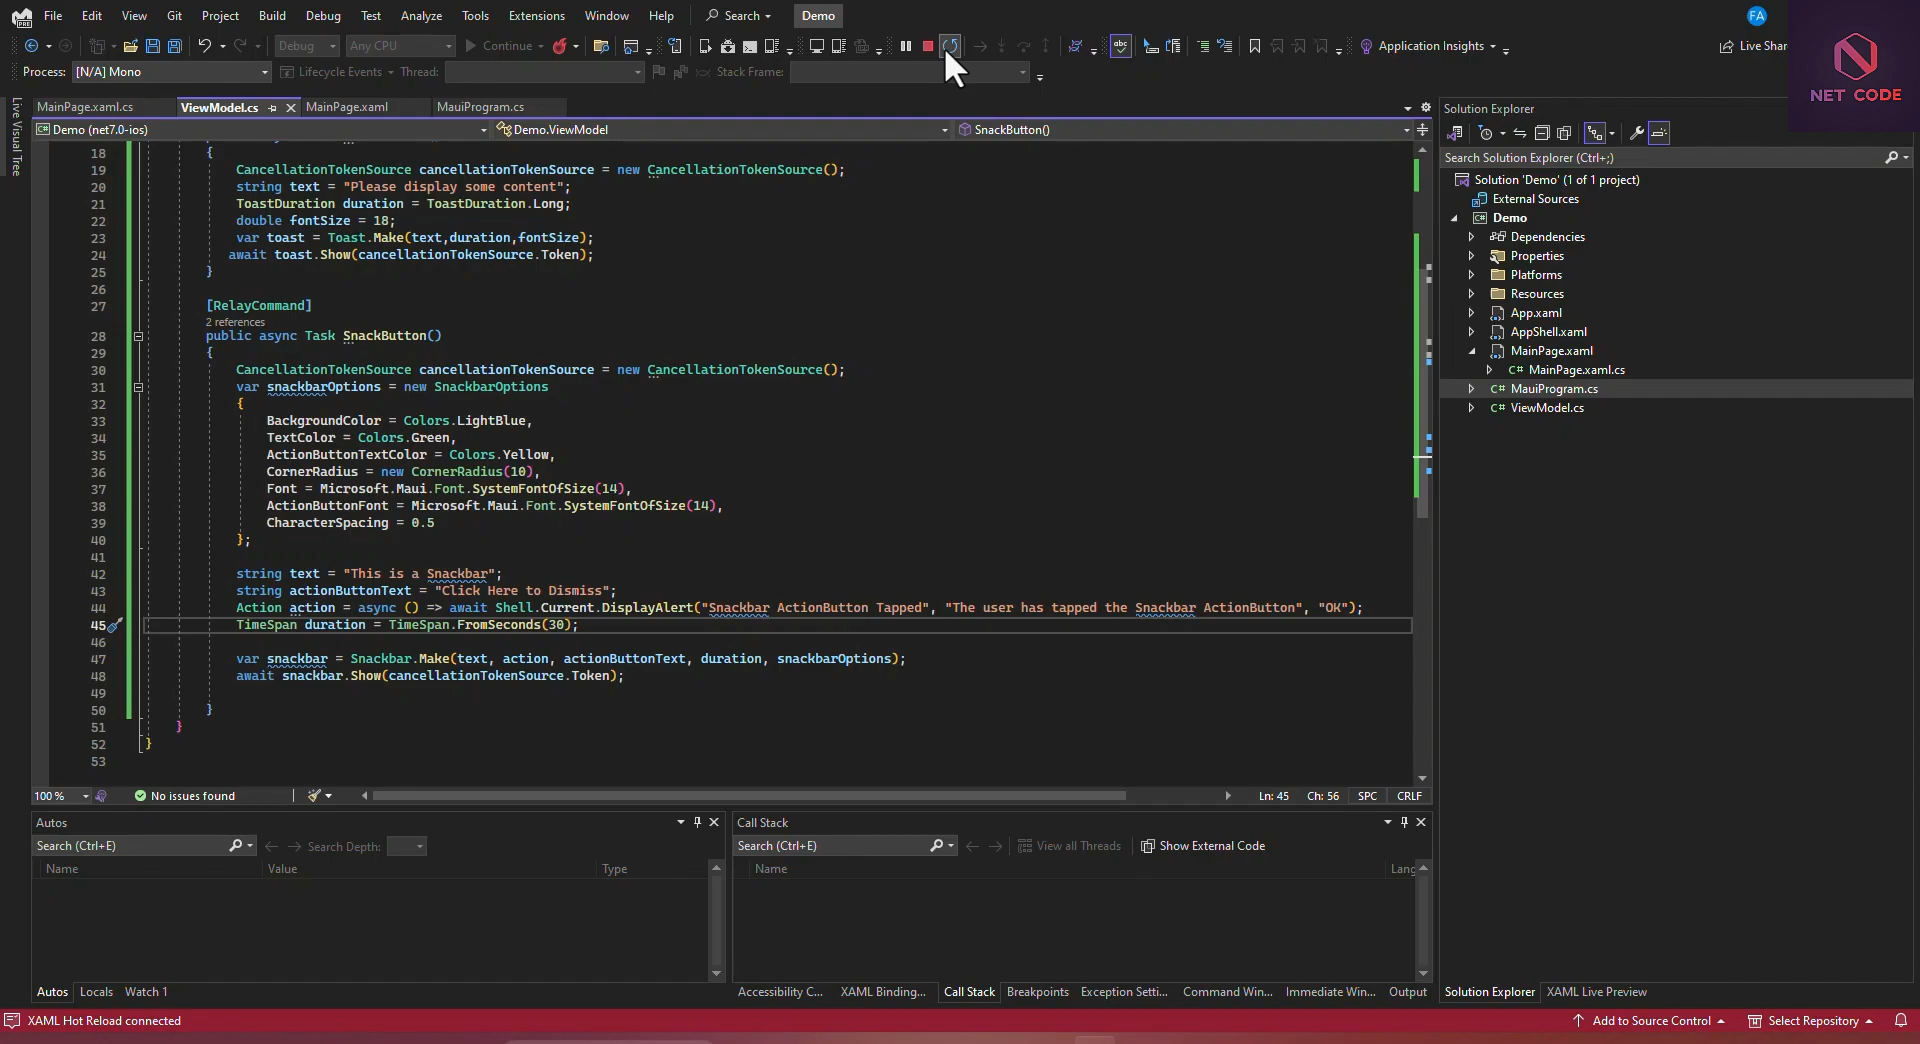 File Edit View Git Project Build Debug Test Analyze Tools Extensions Window Help Search Demo FA
Debug Any CPU Continue Application Insights Live Shar
Process: [N/A] Mono Lifecycle Events Thread: Stack Frame:
NET CODE
Live Visual Tree
MainPage.xaml.cs ViewModel.cs MainPage.xaml MauiProgram.cs
Demo (net7.0-ios) Demo.ViewModel SnackButton()
18 {
19 CancellationTokenSource cancellationTokenSource = new CancellationTokenSource();
20 string text = "Please display some content";
21 ToastDuration duration = ToastDuration.Long;
22 double fontSize = 18;
23 var toast = Toast.Make(text,duration,fontSize);
24 await toast.Show(cancellationTokenSource.Token);
25 }
26
27 [RelayCommand]
2 references
28 public async Task SnackButton()
29 {
30 CancellationTokenSource cancellationTokenSource = new CancellationTokenSource();
31 var snackbarOptions = new SnackbarOptions
32 {
33 BackgroundColor = Colors.LightBlue,
34 TextColor = Colors.Green,
35 ActionButtonTextColor = Colors.Yellow,
36 CornerRadius = new CornerRadius(10),
37 Font = Microsoft.Maui.Font.SystemFontOfSize(14),
38 ActionButtonFont = Microsoft.Maui.Font.SystemFontOfSize(14),
39 CharacterSpacing = 0.5
40 };
41
42 string text = "This is a Snackbar";
43 string actionButtonText = "Click Here to Dismiss";
44 Action action = async () => await Shell.Current.DisplayAlert("Snackbar ActionButton Tapped", "The user has tapped the Snackbar ActionButton", "OK");
45 TimeSpan duration = TimeSpan.FromSeconds(30);
46
47 var snackbar = Snackbar.Make(text, action, actionButtonText, duration, snackbarOptions);
48 await snackbar.Show(cancellationTokenSource.Token);
49
50 }
51 }
52 }
53
100 % No issues found Ln: 45 Ch: 56 SPC CRLF
Autos
Search (Ctrl+E) Search Depth:
Name Value Type
Autos Locals Watch 1
Call Stack
Search (Ctrl+E) View all Threads Show External Code
Name Lang
Accessibility C... XAML Binding... Call Stack Breakpoints Exception Setti... Command Win... Immediate Win... Output
Solution Explorer
Search Solution Explorer (Ctrl+;)
Solution 'Demo' (1 of 1 project)
External Sources
Demo
Dependencies
Properties
Platforms
Resources
App.xaml
AppShell.xaml
MainPage.xaml
MainPage.xaml.cs
MauiProgram.cs
ViewModel.cs
Solution Explorer XAML Live Preview
XAML Hot Reload connected Add to Source Control Select Repository